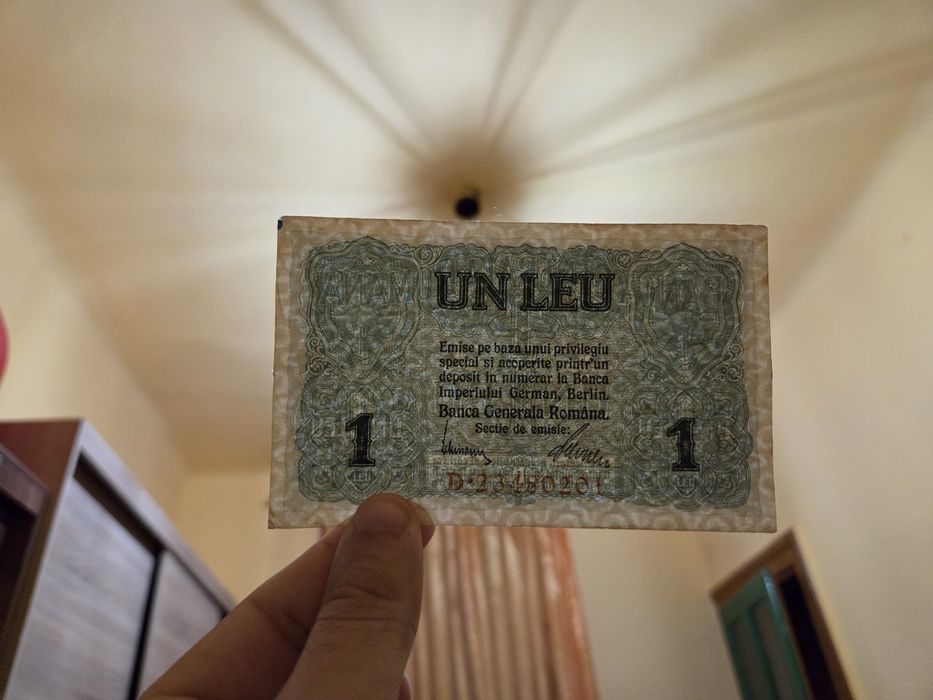 UN LEU
Emise pe baza unui privilegiu
special si acoperite printr'un
deposit in numerar la Banca
Imperiului German, Berlin.
Banca Generala Româna.
Sectie de emisie:
1 1
D·23480201